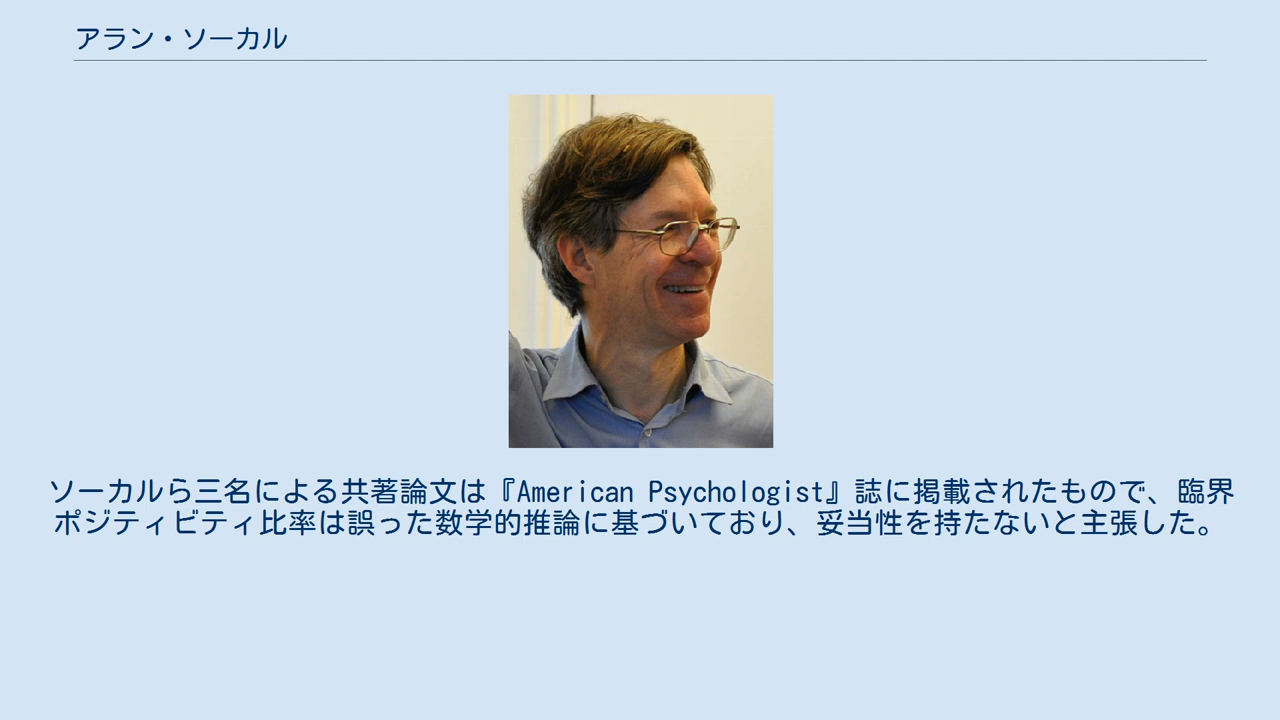 アラン・ソーカル
ソーカルら三名による共著論文は『American Psychologist』誌に掲載されたもので、臨界
ポジティビティ比率は誤った数学的推論に基づいており、妥当性を持たないと主張した。